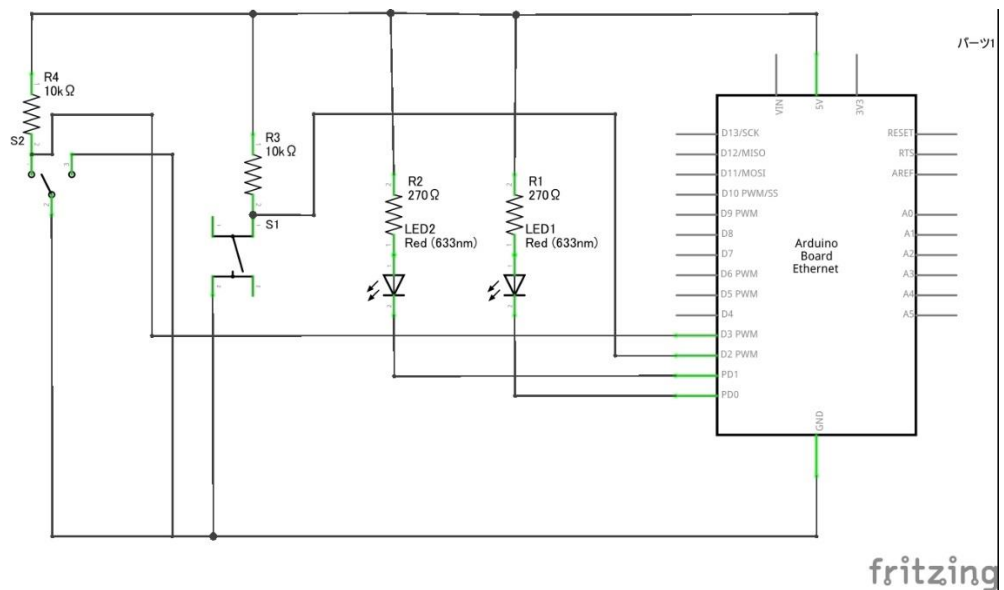 パーツ1
R4
10kΩ
S2
R3
10kΩ
S1
R2
270Ω
LED2
Red (633nm)
R1
270Ω
LED1
Red (633nm)
VIN
5V
3V3
D13/SCK
D12/MISO
D11/MOSI
D10 PWM/SS
D9 PWM
D8
D7
D6 PWM
D5 PWM
D4
D3 PWM
D2 PWM
PD1
PD0
RESET
RTS
AREF
A0
A1
A2
A3
A4
A5
Arduino
Board
Ethernet
GND
fritzing